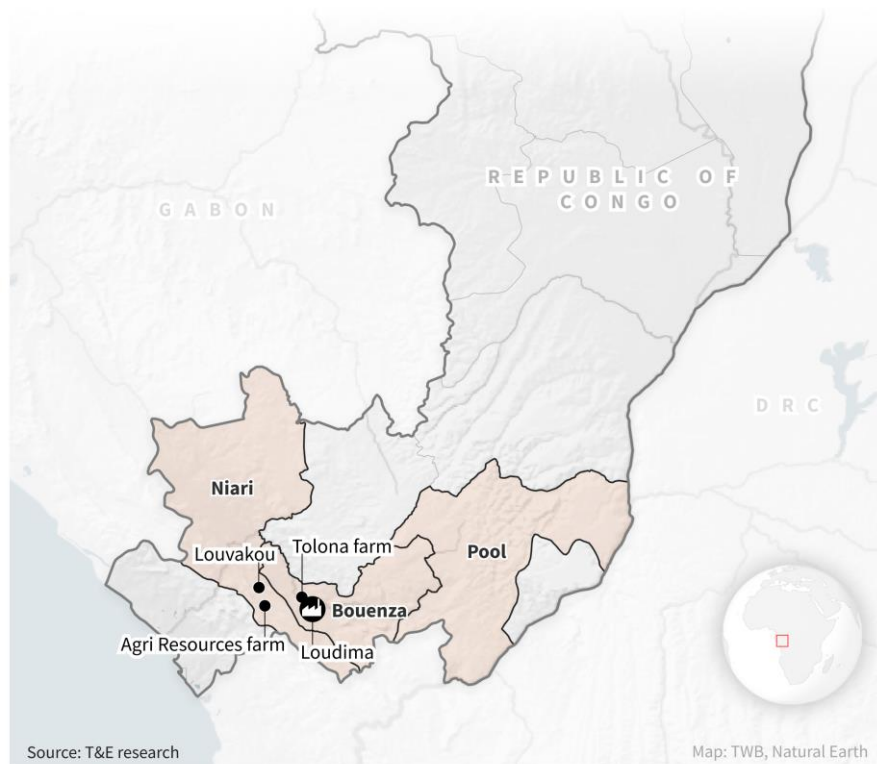 REPUBLIC OF
CONGO
GABON
DRC
Niari
Louvakou
Tolona farm
Pool
Bouenza
Agri Resources farm
Loudima
Source: T&E research
Map: TWB, Natural Earth